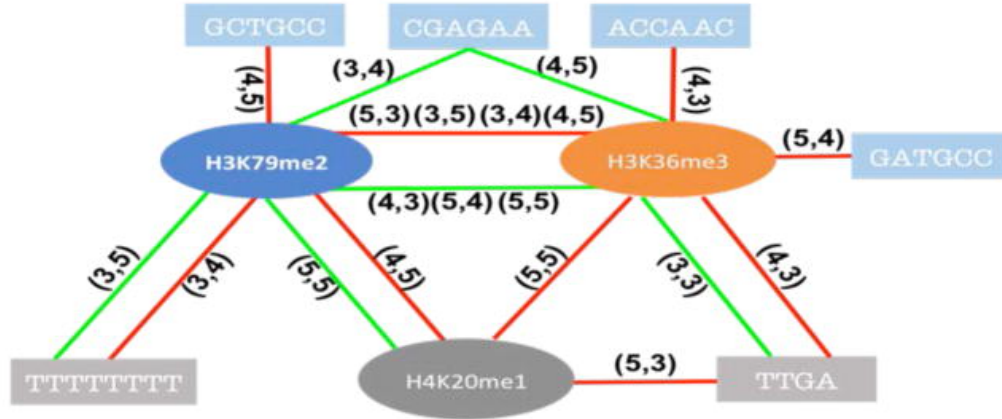 GCTGCC CGAGAA ACCAAC
(4,5) (3,4) (4,5) (4,3)
(5,3)(3,5)(3,4)(4,5)
H3K79me2 H3K36me3 (5,4) GATGCC
(4,3)(5,4)(5,5)
(3,5) (3,4) (5,5) (4,5) (5,5) (3,3) (4,3)
TTTTTTTT H4K20me1 (5,3) TTGA